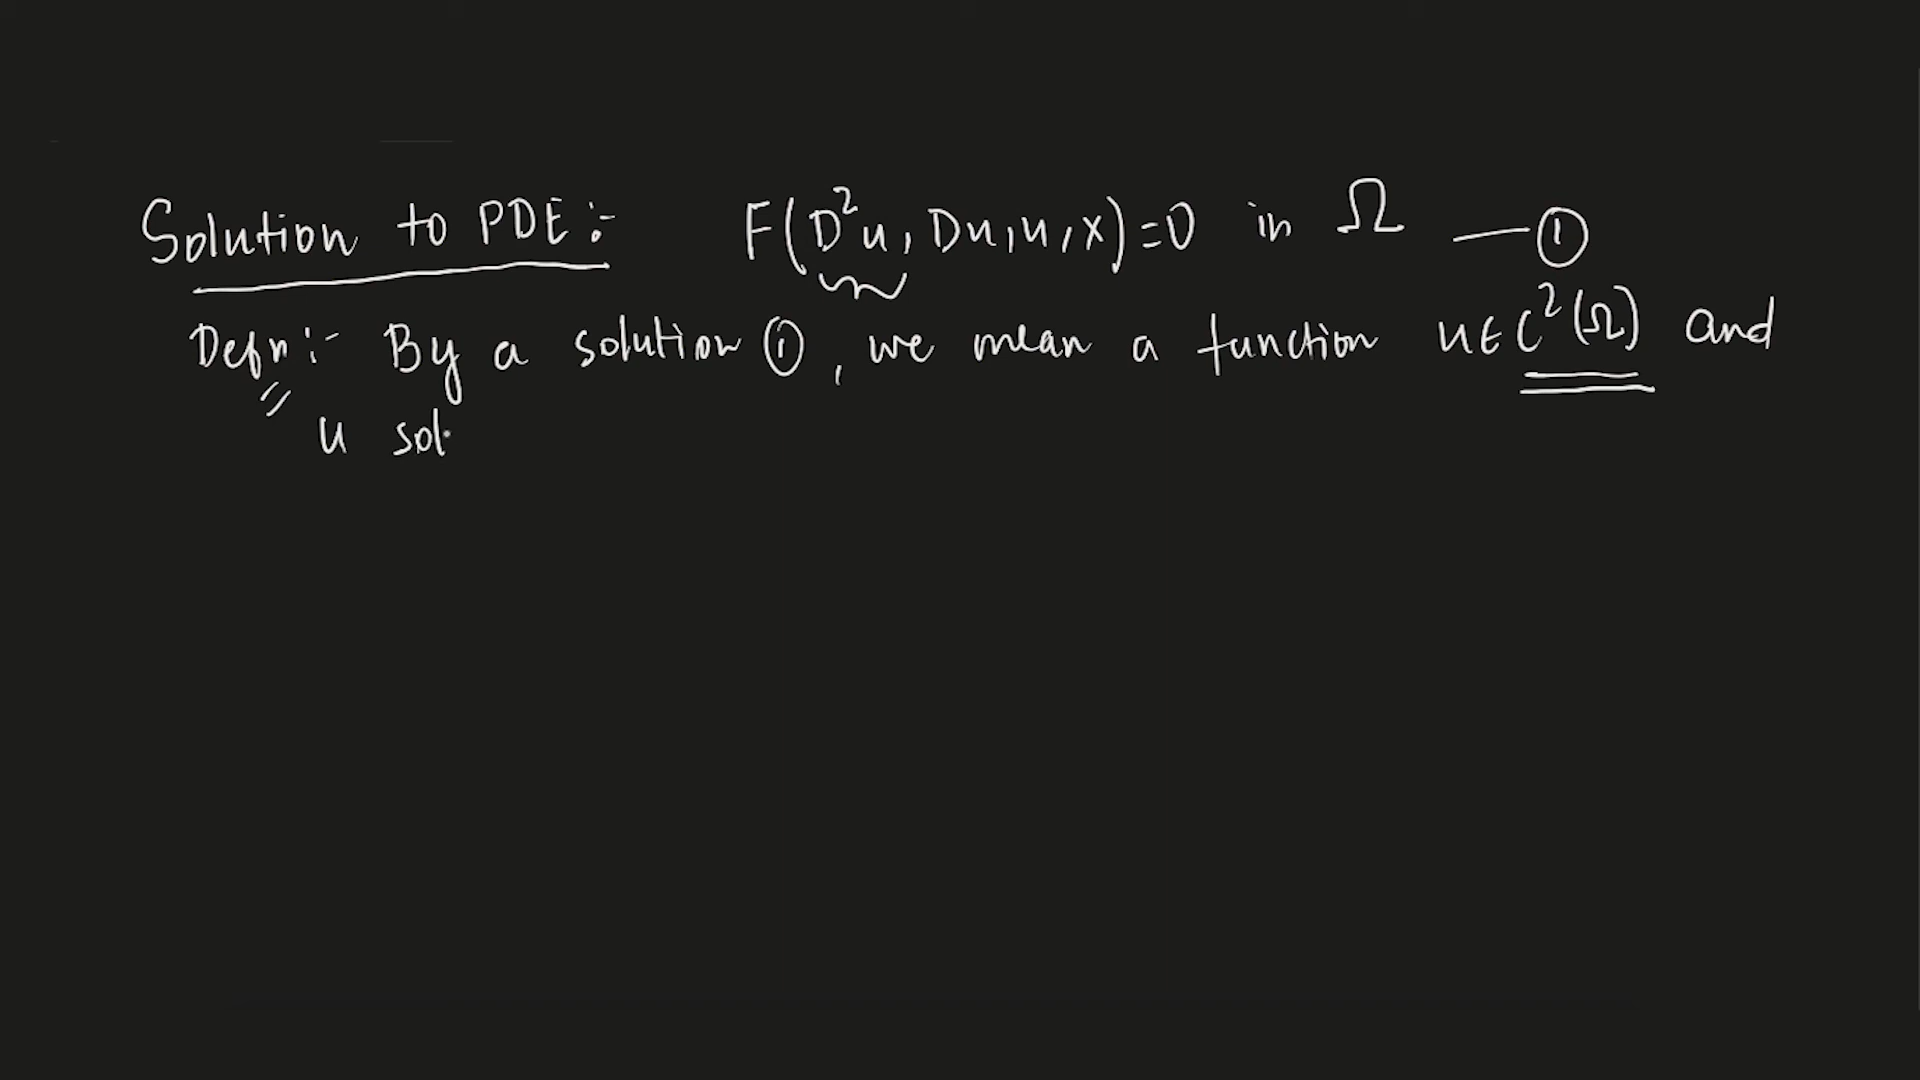 Solution to PDE :- F(D²u, Du, u, x) = 0 in Ω — ①
Defn :- By a solution ①, we mean a function u ∈ C²(Ω) and
u sol